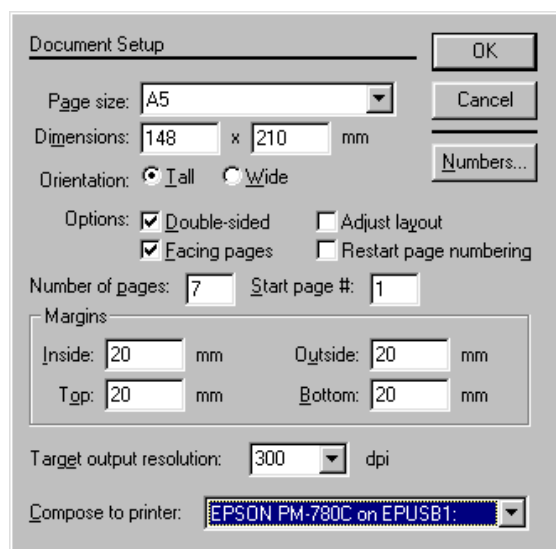 Document Setup
OK
Page size: A5
Cancel
Dimensions: 148 x 210 mm
Numbers...
Orientation: Tall Wide
Options: Double-sided Adjust layout
Facing pages Restart page numbering
Number of pages: 7 Start page #: 1
Margins
Inside: 20 mm Outside: 20 mm
Top: 20 mm Bottom: 20 mm
Target output resolution: 300 dpi
Compose to printer: EPSON PM-780C on EPUSB1: